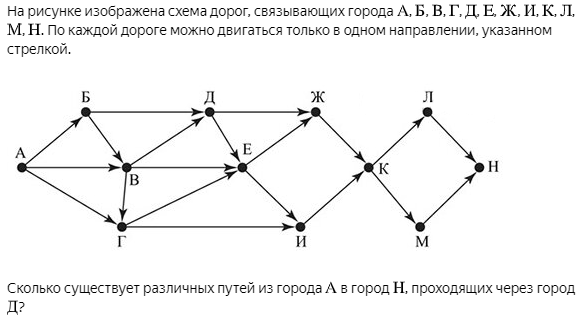 На рисунке изображена схема дорог, связывающих города А, Б, В, Г, Д, Е, Ж, И, К, Л,
М, Н. По каждой дороге можно двигаться только в одном направлении, указанном
стрелкой.
Б Д Ж Л
А В Е К Н
Г И М
Сколько существует различных путей из города А в город Н, проходящих через город
Д?